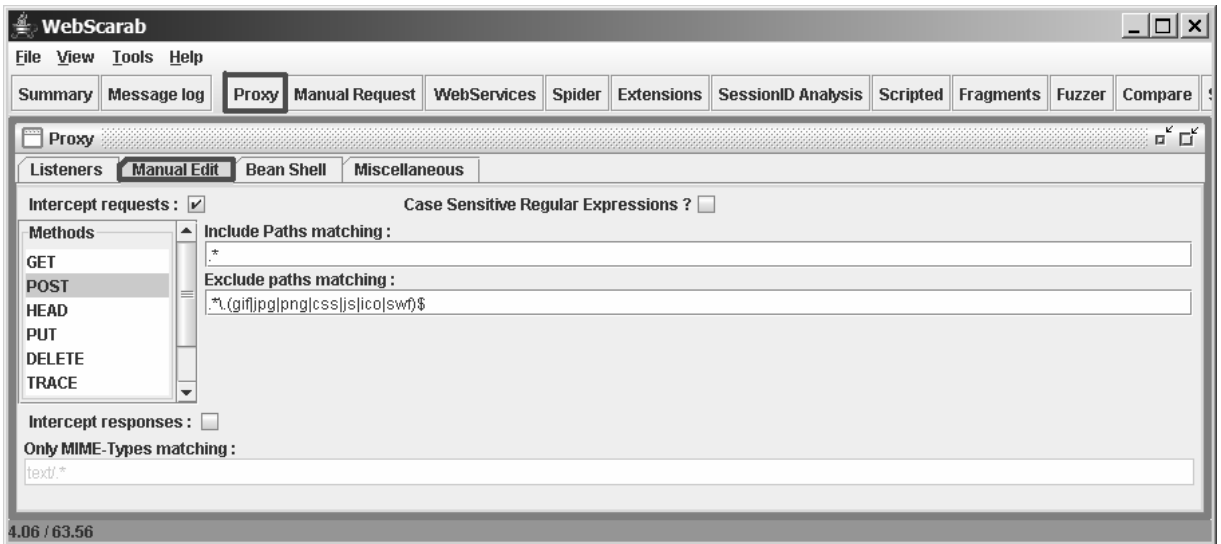 WebScarab
File View Tools Help
Summary Message log Proxy Manual Request WebServices Spider Extensions SessionID Analysis Scripted Fragments Fuzzer Compare
Proxy
Listeners Manual Edit Bean Shell Miscellaneous
Intercept requests : Case Sensitive Regular Expressions ?
Methods Include Paths matching :
.*
GET
Exclude paths matching :
POST
.*\.(gif|jpg|png|css|js|ico|swf)$
HEAD
PUT
DELETE
TRACE
Intercept responses :
Only MIME-Types matching :
text/.*
4.06 / 63.56